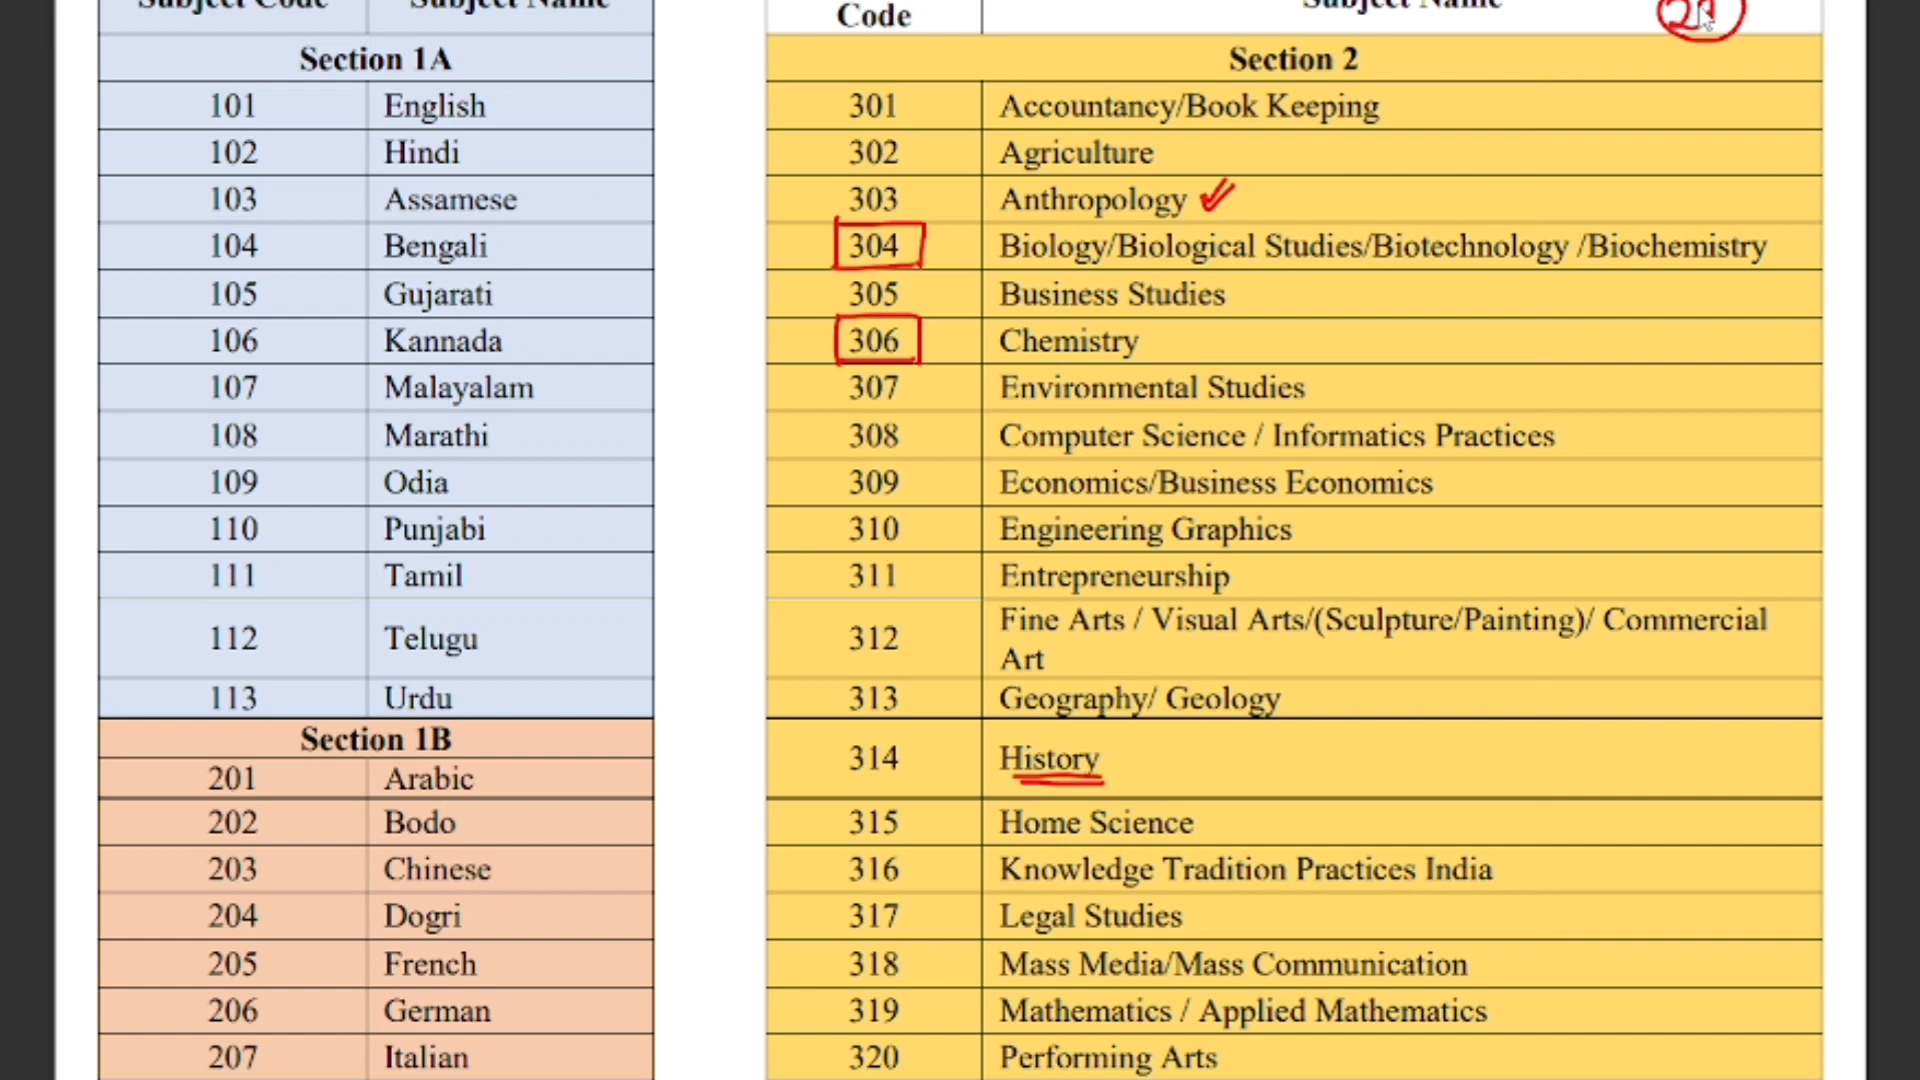 Subject Code Subject Name
Section 1A
101 English
102 Hindi
103 Assamese
104 Bengali
105 Gujarati
106 Kannada
107 Malayalam
108 Marathi
109 Odia
110 Punjabi
111 Tamil
112 Telugu
113 Urdu
Section 1B
201 Arabic
202 Bodo
203 Chinese
204 Dogri
205 French
206 German
207 Italian
Code Subject Name
Section 2
301 Accountancy/Book Keeping
302 Agriculture
303 Anthropology
304 Biology/Biological Studies/Biotechnology /Biochemistry
305 Business Studies
306 Chemistry
307 Environmental Studies
308 Computer Science / Informatics Practices
309 Economics/Business Economics
310 Engineering Graphics
311 Entrepreneurship
312 Fine Arts / Visual Arts/(Sculpture/Painting)/ Commercial
Art
313 Geography/ Geology
314 History
315 Home Science
316 Knowledge Tradition Practices India
317 Legal Studies
318 Mass Media/Mass Communication
319 Mathematics / Applied Mathematics
320 Performing Arts